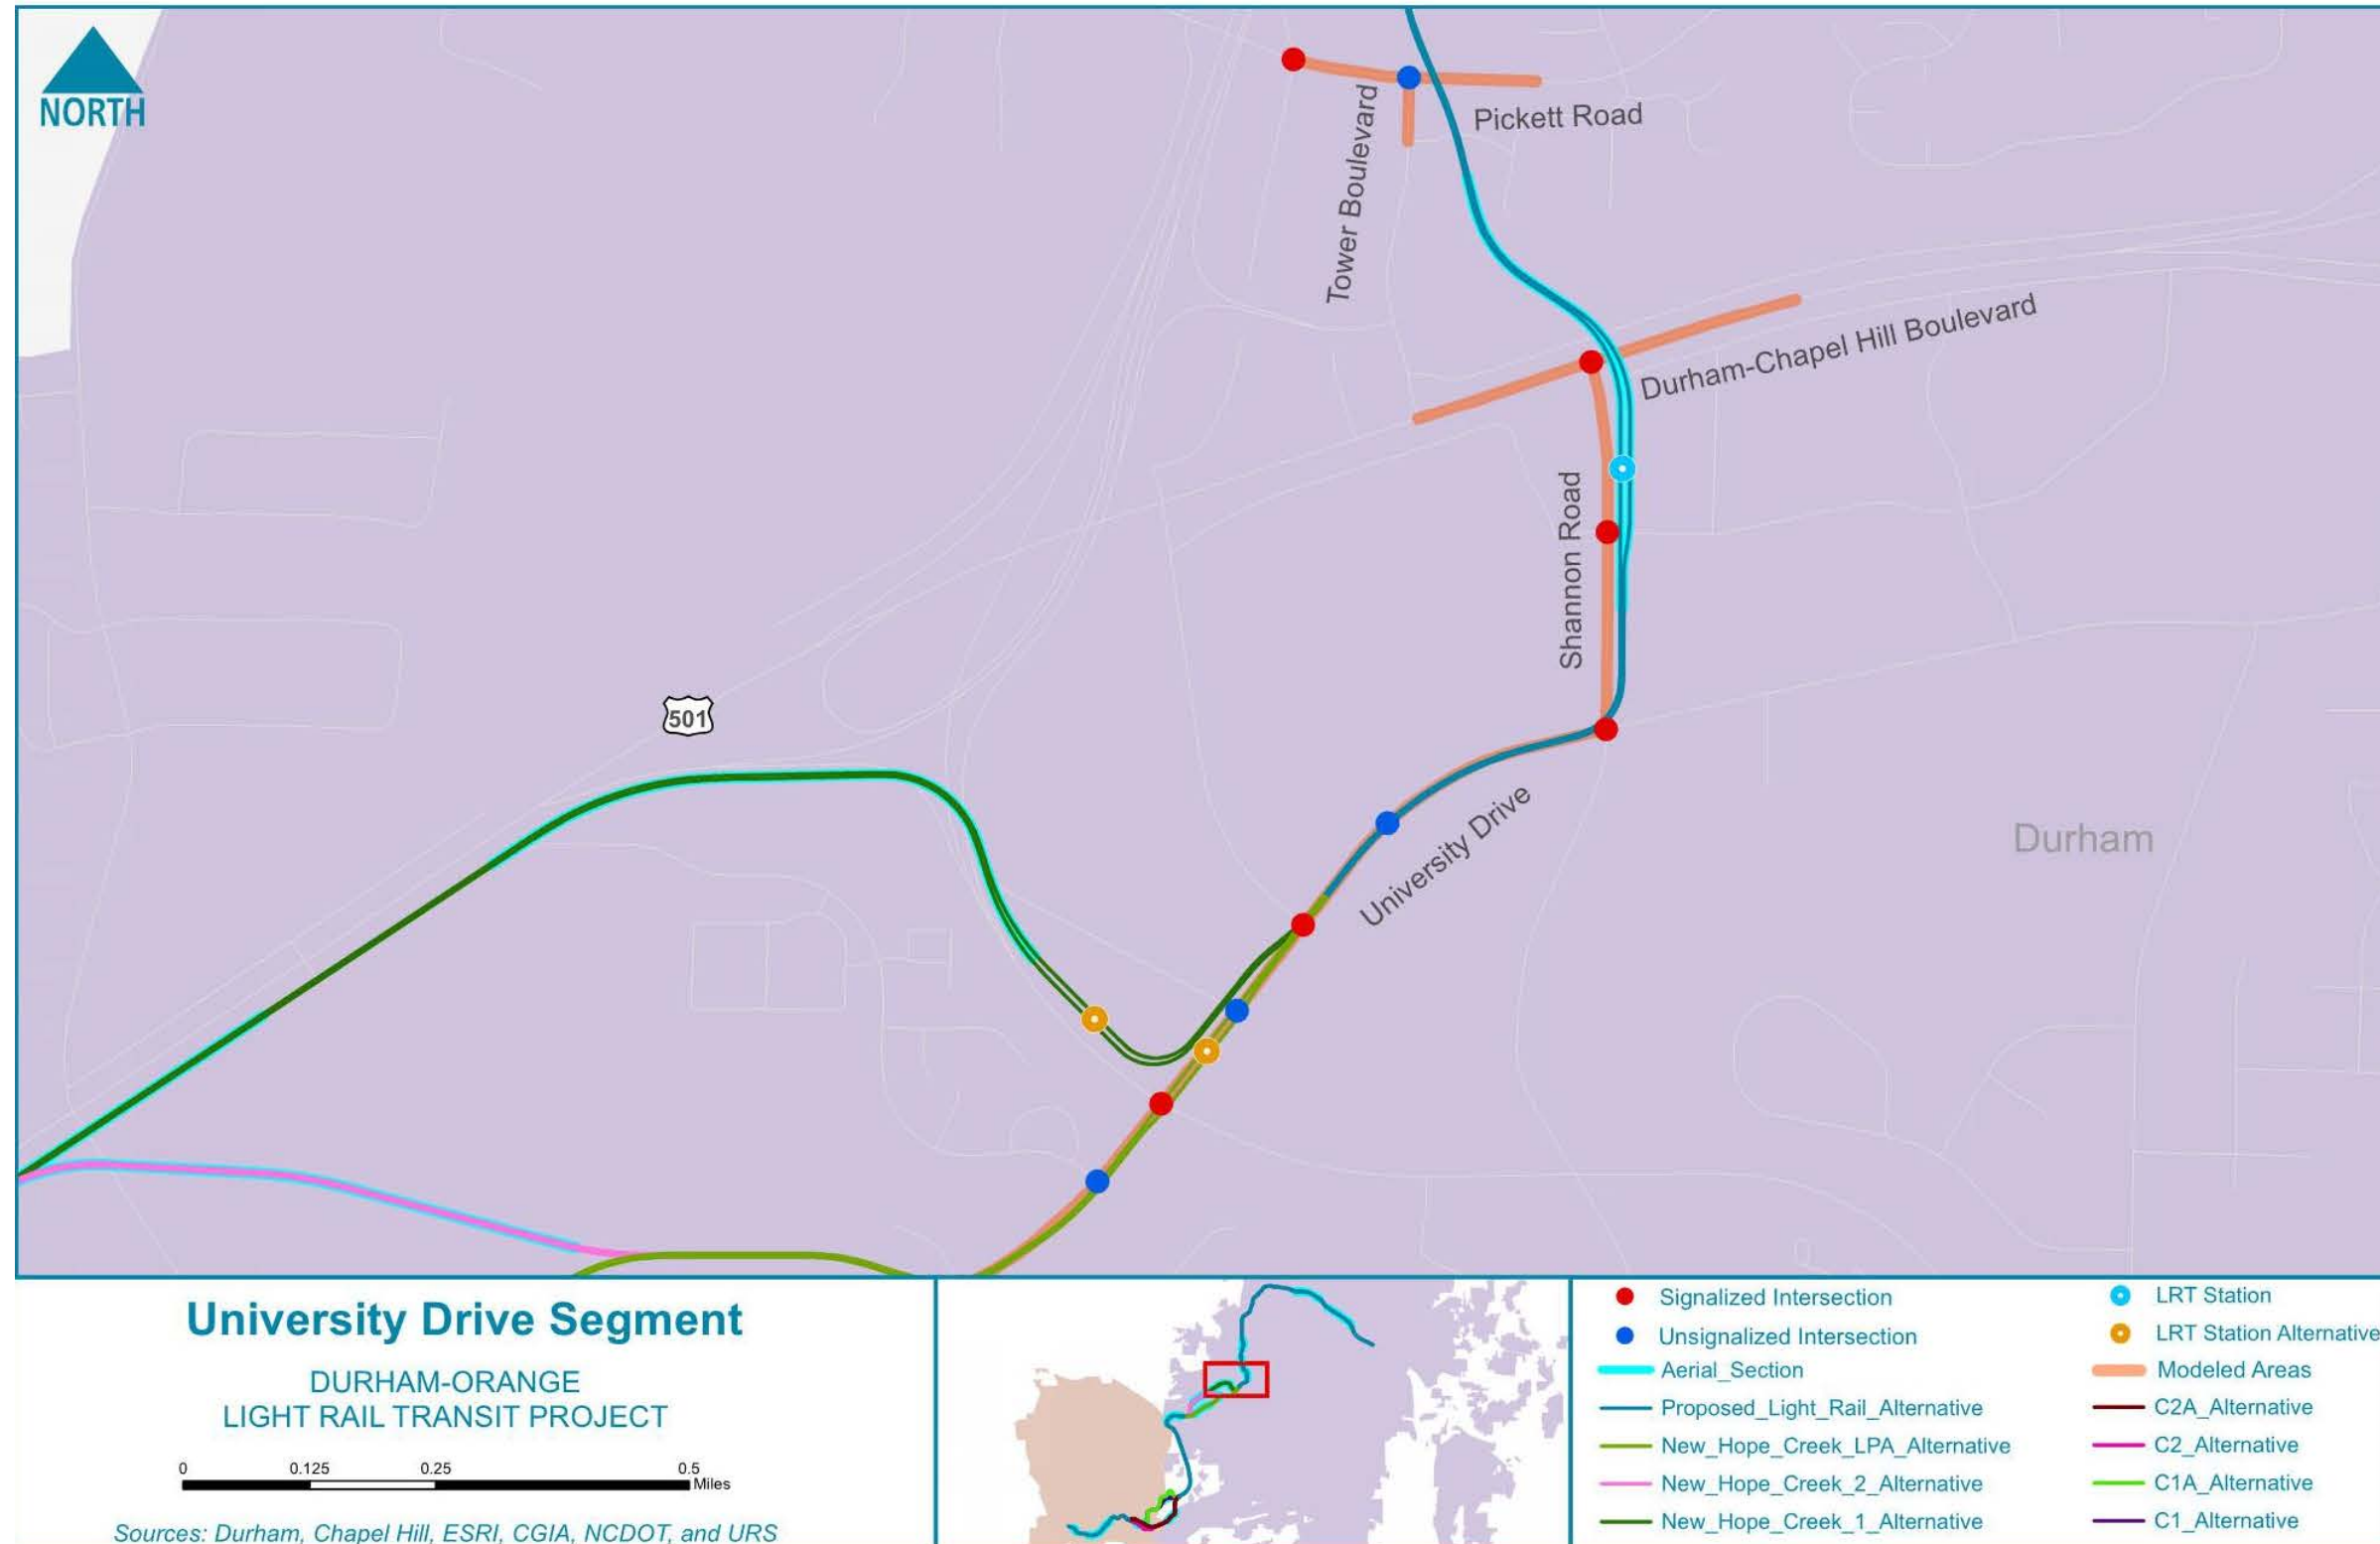 NORTH
Pickett Road
Tower Boulevard
Durham-Chapel Hill Boulevard
Shannon Road
501
University Drive
Durham
University Drive Segment
DURHAM-ORANGE
LIGHT RAIL TRANSIT PROJECT
0 0.125 0.25 0.5
Miles
Sources: Durham, Chapel Hill, ESRI, CGIA, NCDOT, and URS
Signalized Intersection
Unsignalized Intersection
Aerial_Section
Proposed_Light_Rail_Alternative
New_Hope_Creek_LPA_Alternative
New_Hope_Creek_2_Alternative
New_Hope_Creek_1_Alternative
LRT Station
LRT Station Alternative
Modeled Areas
C2A_Alternative
C2_Alternative
C1A_Alternative
C1_Alternative